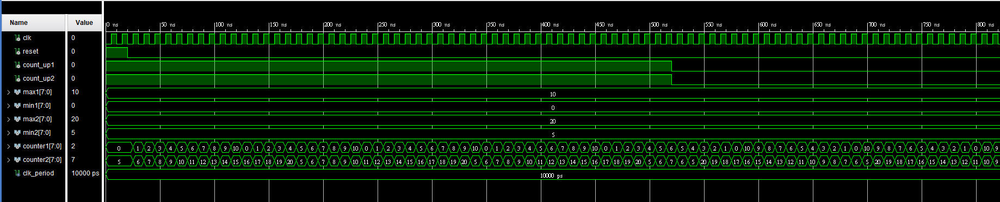 Name Value
0 ns 50 ns 100 ns 150 ns 200 ns 250 ns 300 ns 350 ns 400 ns 450 ns 500 ns 550 ns 600 ns 650 ns 700 ns 750 ns 800 ns
clk 0
reset 0
count_up1 0
count_up2 0
max1[7:0] 10 10
min1[7:0] 0 0
max2[7:0] 20 20
min2[7:0] 5 5
counter1[7:0] 2 0 1 2 3 4 5 6 7 8 9 10 0 1 2 3 4 5 6 7 8 9 10 0 1 2 3 4 5 6 7 8 9 10 0 1 2 3 4 5 6 7 8 9 10 0 1 2 3 4 5 6 5 4 3 2 1 0 10 9 8 7 6 5 4 3 2 1 0 10 9 8 7 6 5 4 3 2 1 0 10 9
counter2[7:0] 7 5 6 7 8 9 10 11 12 13 14 15 16 17 18 19 20 5 6 7 8 9 10 11 12 13 14 15 16 17 18 19 20 5 6 7 8 9 10 11 12 13 14 15 16 17 18 19 20 5 6 7 6 5 20 19 18 17 16 15 14 13 12 11 10 9 8 7 6 5 20 19 18 17 16 15 14 13 12 11 10 9
clk_period 10000 ps 10000 ps